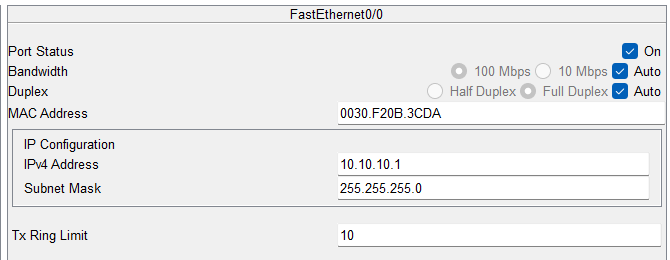 FastEthernet0/0
Port Status On
Bandwidth 100 Mbps 10 Mbps Auto
Duplex Half Duplex Full Duplex Auto
MAC Address 0030.F20B.3CDA
IP Configuration
IPv4 Address 10.10.10.1
Subnet Mask 255.255.255.0
Tx Ring Limit 10